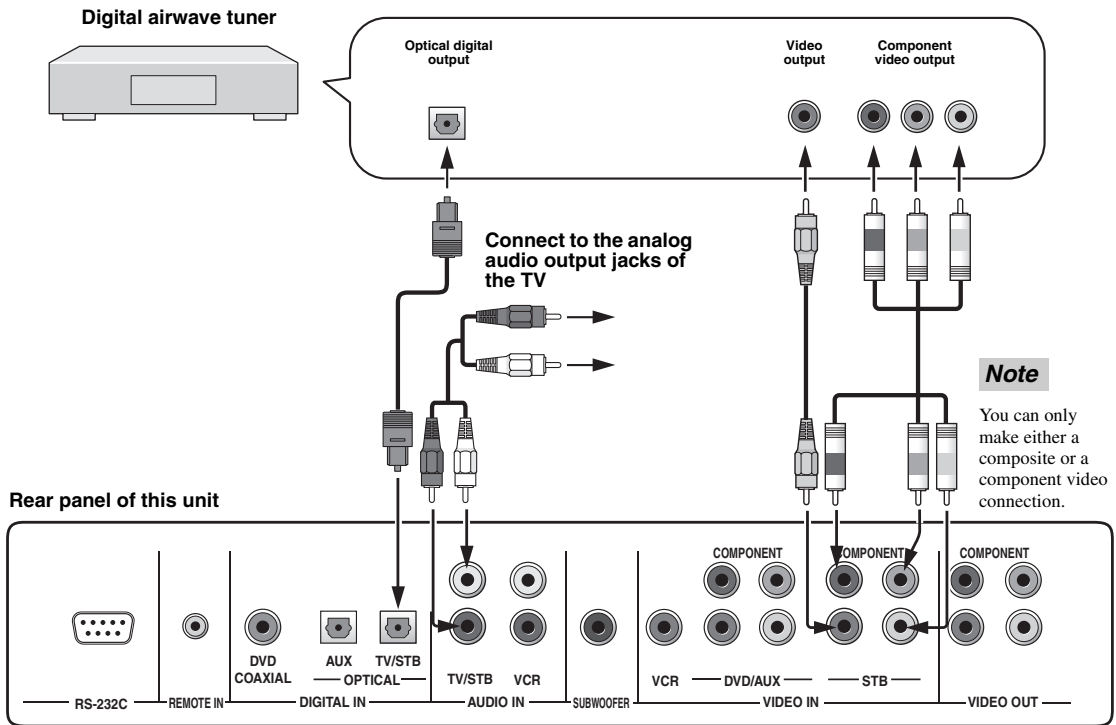 Digital airwave tuner
Optical digital
output
Video
output
Component
video output
Connect to the analog
audio output jacks of
the TV
Note
You can only
make either a
composite or a
component video
connection.
Rear panel of this unit
COMPONENT
COMPONENT
COMPONENT
DVD
COAXIAL
AUX
TV/STB
OPTICAL
TV/STB
VCR
VCR
DVD/AUX
STB
RS-232C
REMOTE IN
DIGITAL IN
AUDIO IN
SUBWOOFER
VIDEO IN
VIDEO OUT